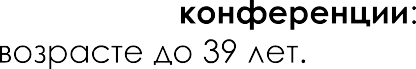 конференции:
возрасте до 39 лет.